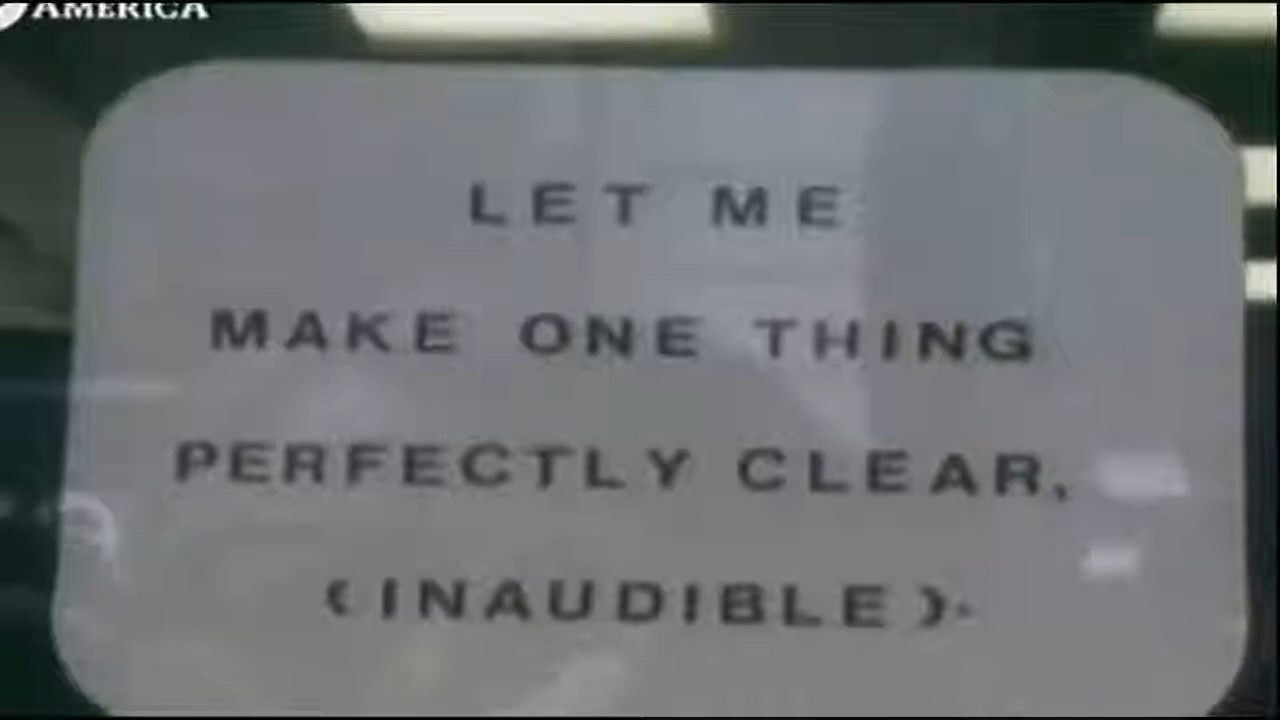 AMERICA
LET ME
MAKE ONE THING
PERFECTLY CLEAR,
(INAUDIBLE).